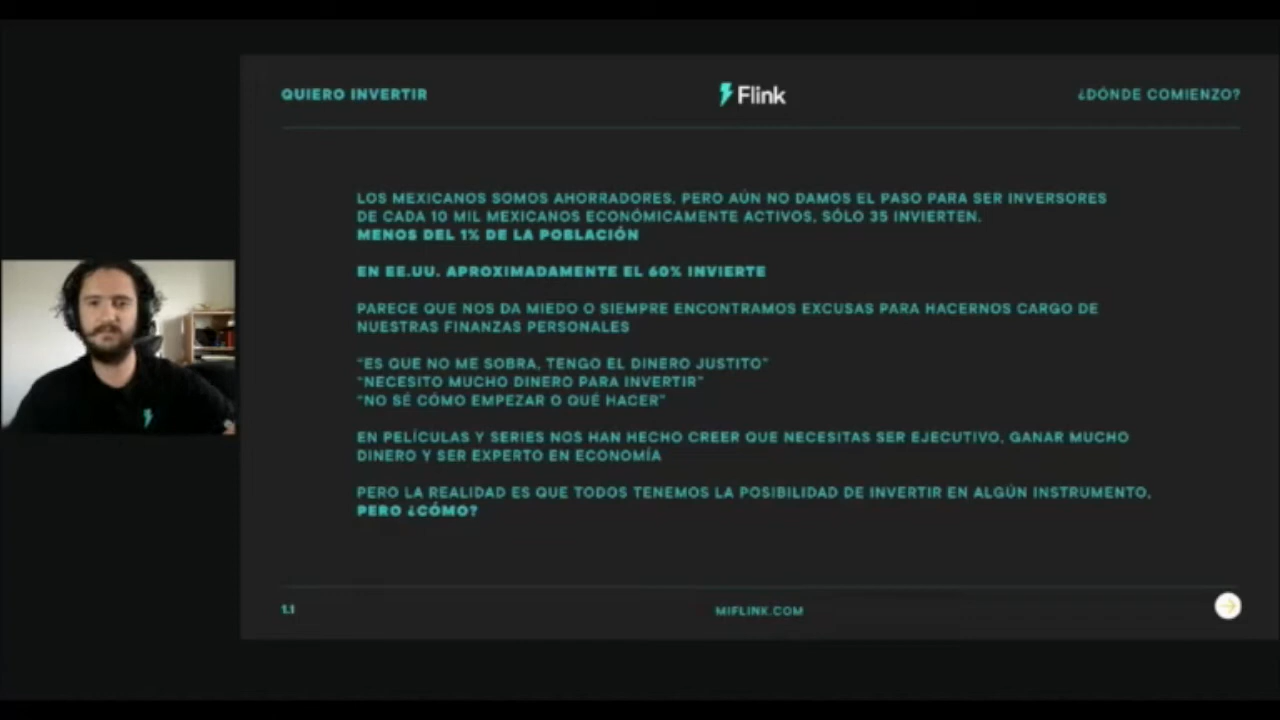 QUIERO INVERTIR
Flink
¿DÓNDE COMIENZO?
LOS MEXICANOS SOMOS AHORRADORES, PERO AÚN NO DAMOS EL PASO PARA SER INVERSORES
DE CADA 10 MIL MEXICANOS ECONÓMICAMENTE ACTIVOS, SÓLO 35 INVIERTEN.
MENOS DEL 1% DE LA POBLACIÓN
EN EE.UU. APROXIMADAMENTE EL 60% INVIERTE
PARECE QUE NOS DA MIEDO O SIEMPRE ENCONTRAMOS EXCUSAS PARA HACERNOS CARGO DE
NUESTRAS FINANZAS PERSONALES
"ES QUE NO ME SOBRA, TENGO EL DINERO JUSTITO"
"NECESITO MUCHO DINERO PARA INVERTIR"
"NO SÉ CÓMO EMPEZAR O QUÉ HACER"
EN PELÍCULAS Y SERIES NOS HAN HECHO CREER QUE NECESITAS SER EJECUTIVO, GANAR MUCHO
DINERO Y SER EXPERTO EN ECONOMÍA
PERO LA REALIDAD ES QUE TODOS TENEMOS LA POSIBILIDAD DE INVERTIR EN ALGÚN INSTRUMENTO,
PERO ¿CÓMO?
1.1
MIFLINK.COM